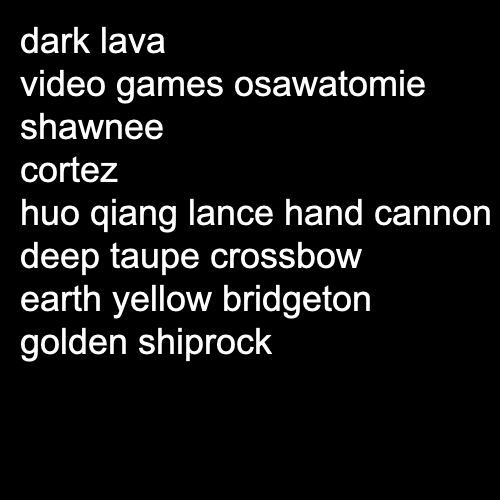 dark lava
video games osawatomie
shawnee
cortez
huo qiang lance hand cannon
deep taupe crossbow
earth yellow bridgeton
golden shiprock